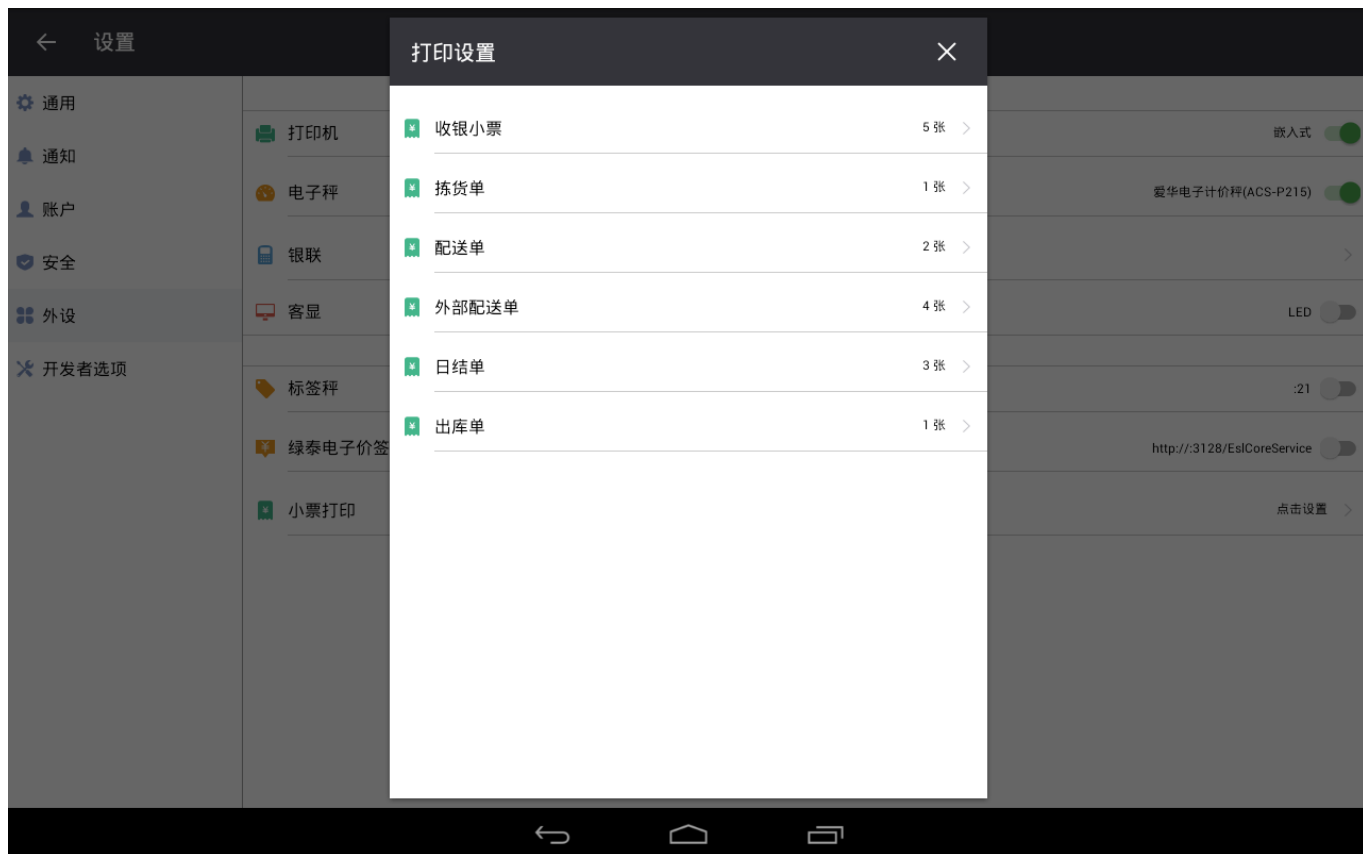 设置
打印设置
通用
通知
账户
安全
外设
开发者选项
打印机
嵌入式
电子秤
爱华电子计价秤(ACS-P215)
银联
客显
LED
标签秤
:21
绿泰电子价签
http://:3128/EslCoreService
小票打印
点击设置
收银小票
5 张
拣货单
1 张
配送单
2 张
外部配送单
4 张
日结单
3 张
出库单
1 张